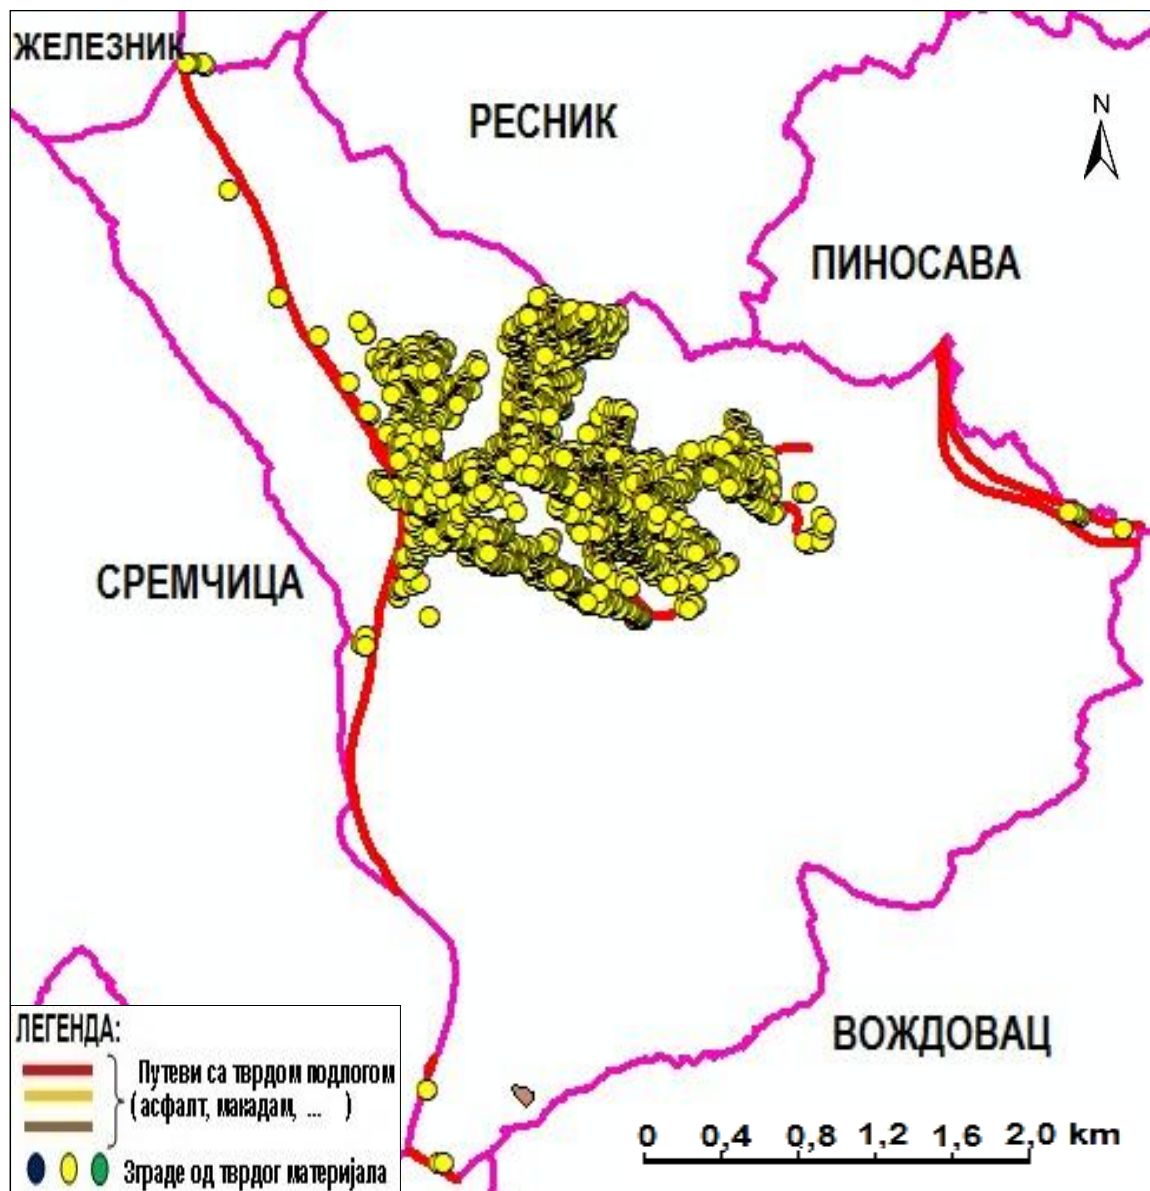 ЖЕЛЕЗНИК
РЕСНИК
N
ПИНОСАВА
СРЕМЧИЦА
ВОЖДОВАЦ
ЛЕГЕНДА:
Путеви са тврдом подлогом
( асфалт, макадам, ... )
Зграде од тврдог материјала
0 0,4 0,8 1,2 1,6 2,0 km